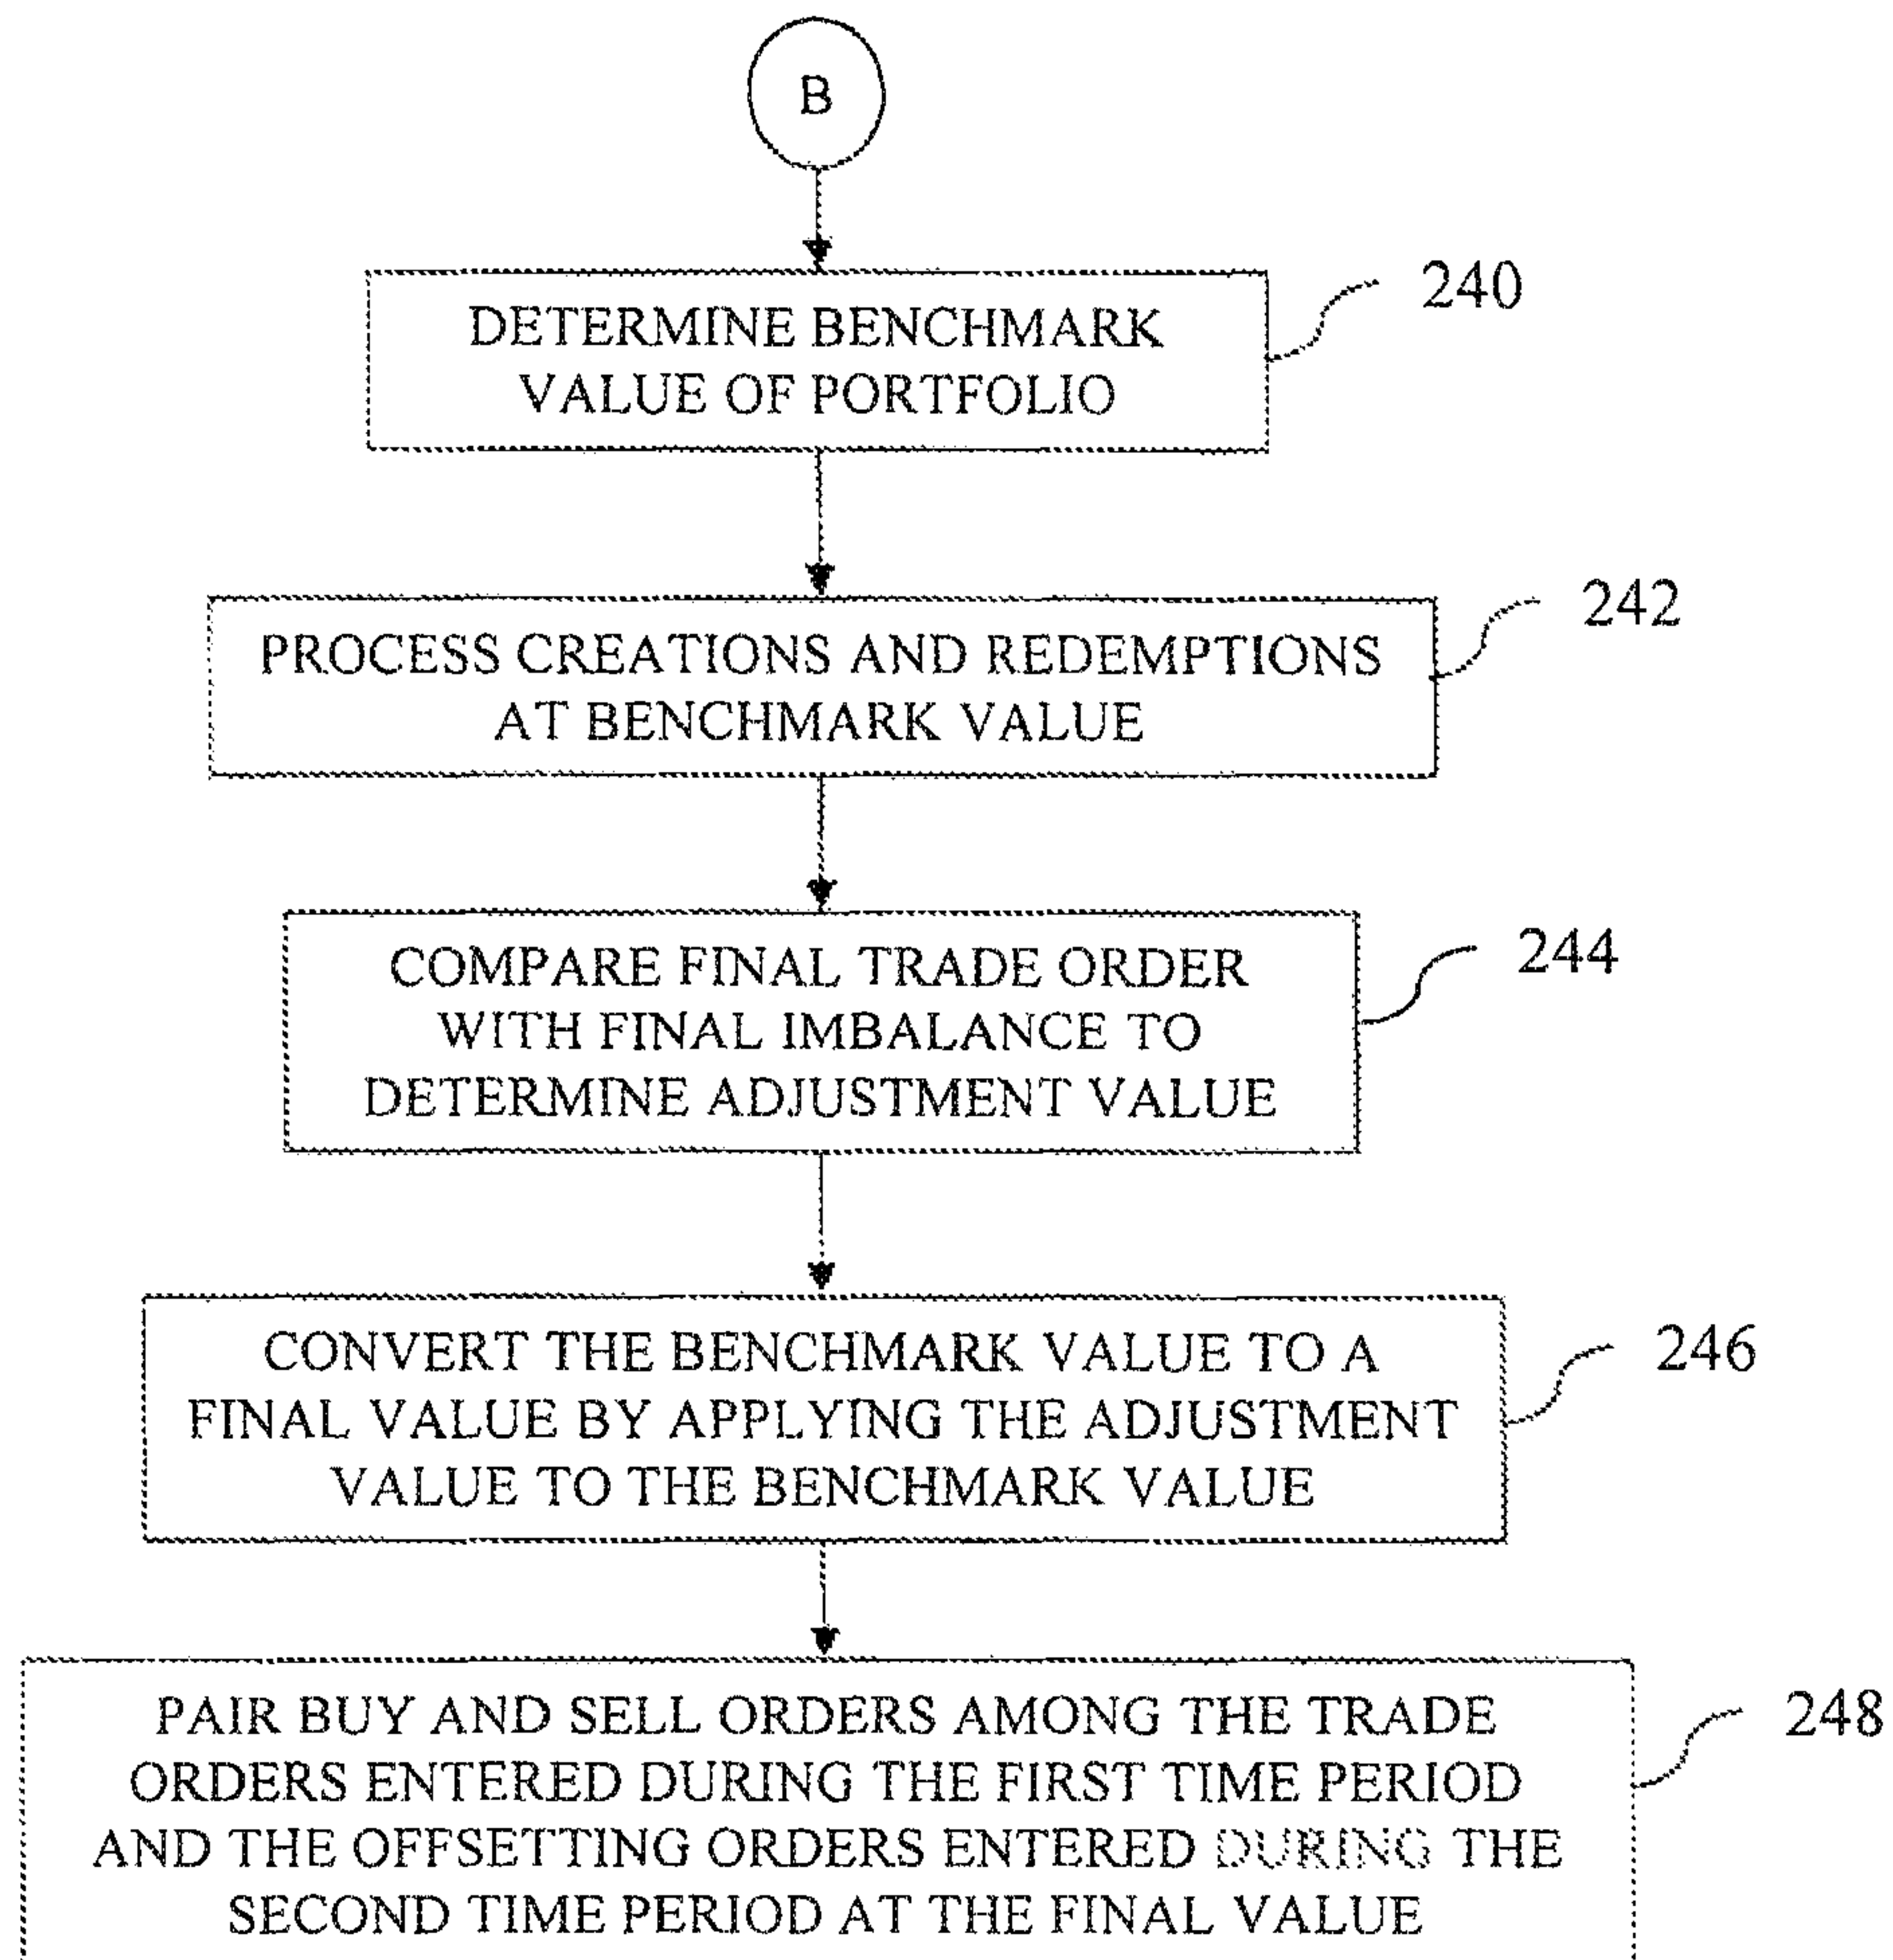 B
240
DETERMINE BENCHMARK
VALUE OF PORTFOLIO
242
PROCESS CREATIONS AND REDEMPTIONS
AT BENCHMARK VALUE
244
COMPARE FINAL TRADE ORDER
WITH FINAL IMBALANCE TO
DETERMINE ADJUSTMENT VALUE
246
CONVERT THE BENCHMARK VALUE TO A
FINAL VALUE BY APPLYING THE ADJUSTMENT
VALUE TO THE BENCHMARK VALUE
248
PAIR BUY AND SELL ORDERS AMONG THE TRADE
ORDERS ENTERED DURING THE FIRST TIME PERIOD
AND THE OFFSETTING ORDERS ENTERED DURING THE
SECOND TIME PERIOD AT THE FINAL VALUE